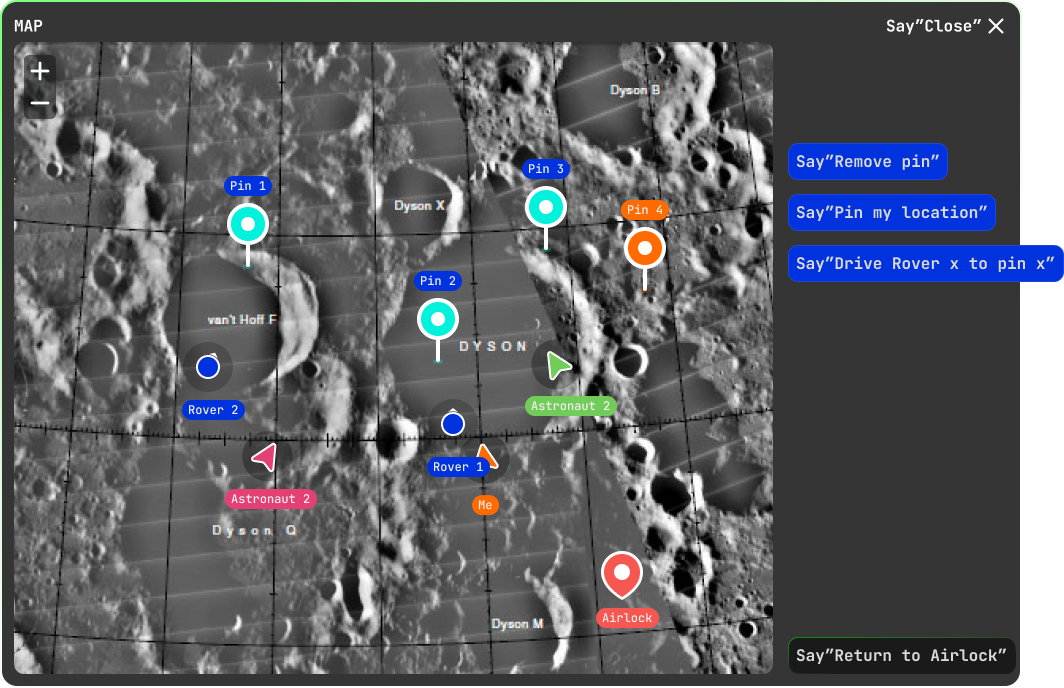 MAP
Say”Close”
Dyson B
Say”Remove pin”
Pin 3
Pin 1
Dyson X
Pin 4
Say”Pin my location”
Say”Drive Rover x to pin x”
Pin 2
van't Hoff F
DYSON
Rover 2
Astronaut 2
Rover 1
Astronaut 2
Me
Dyson Q
Airlock
Dyson M
Say”Return to Airlock”